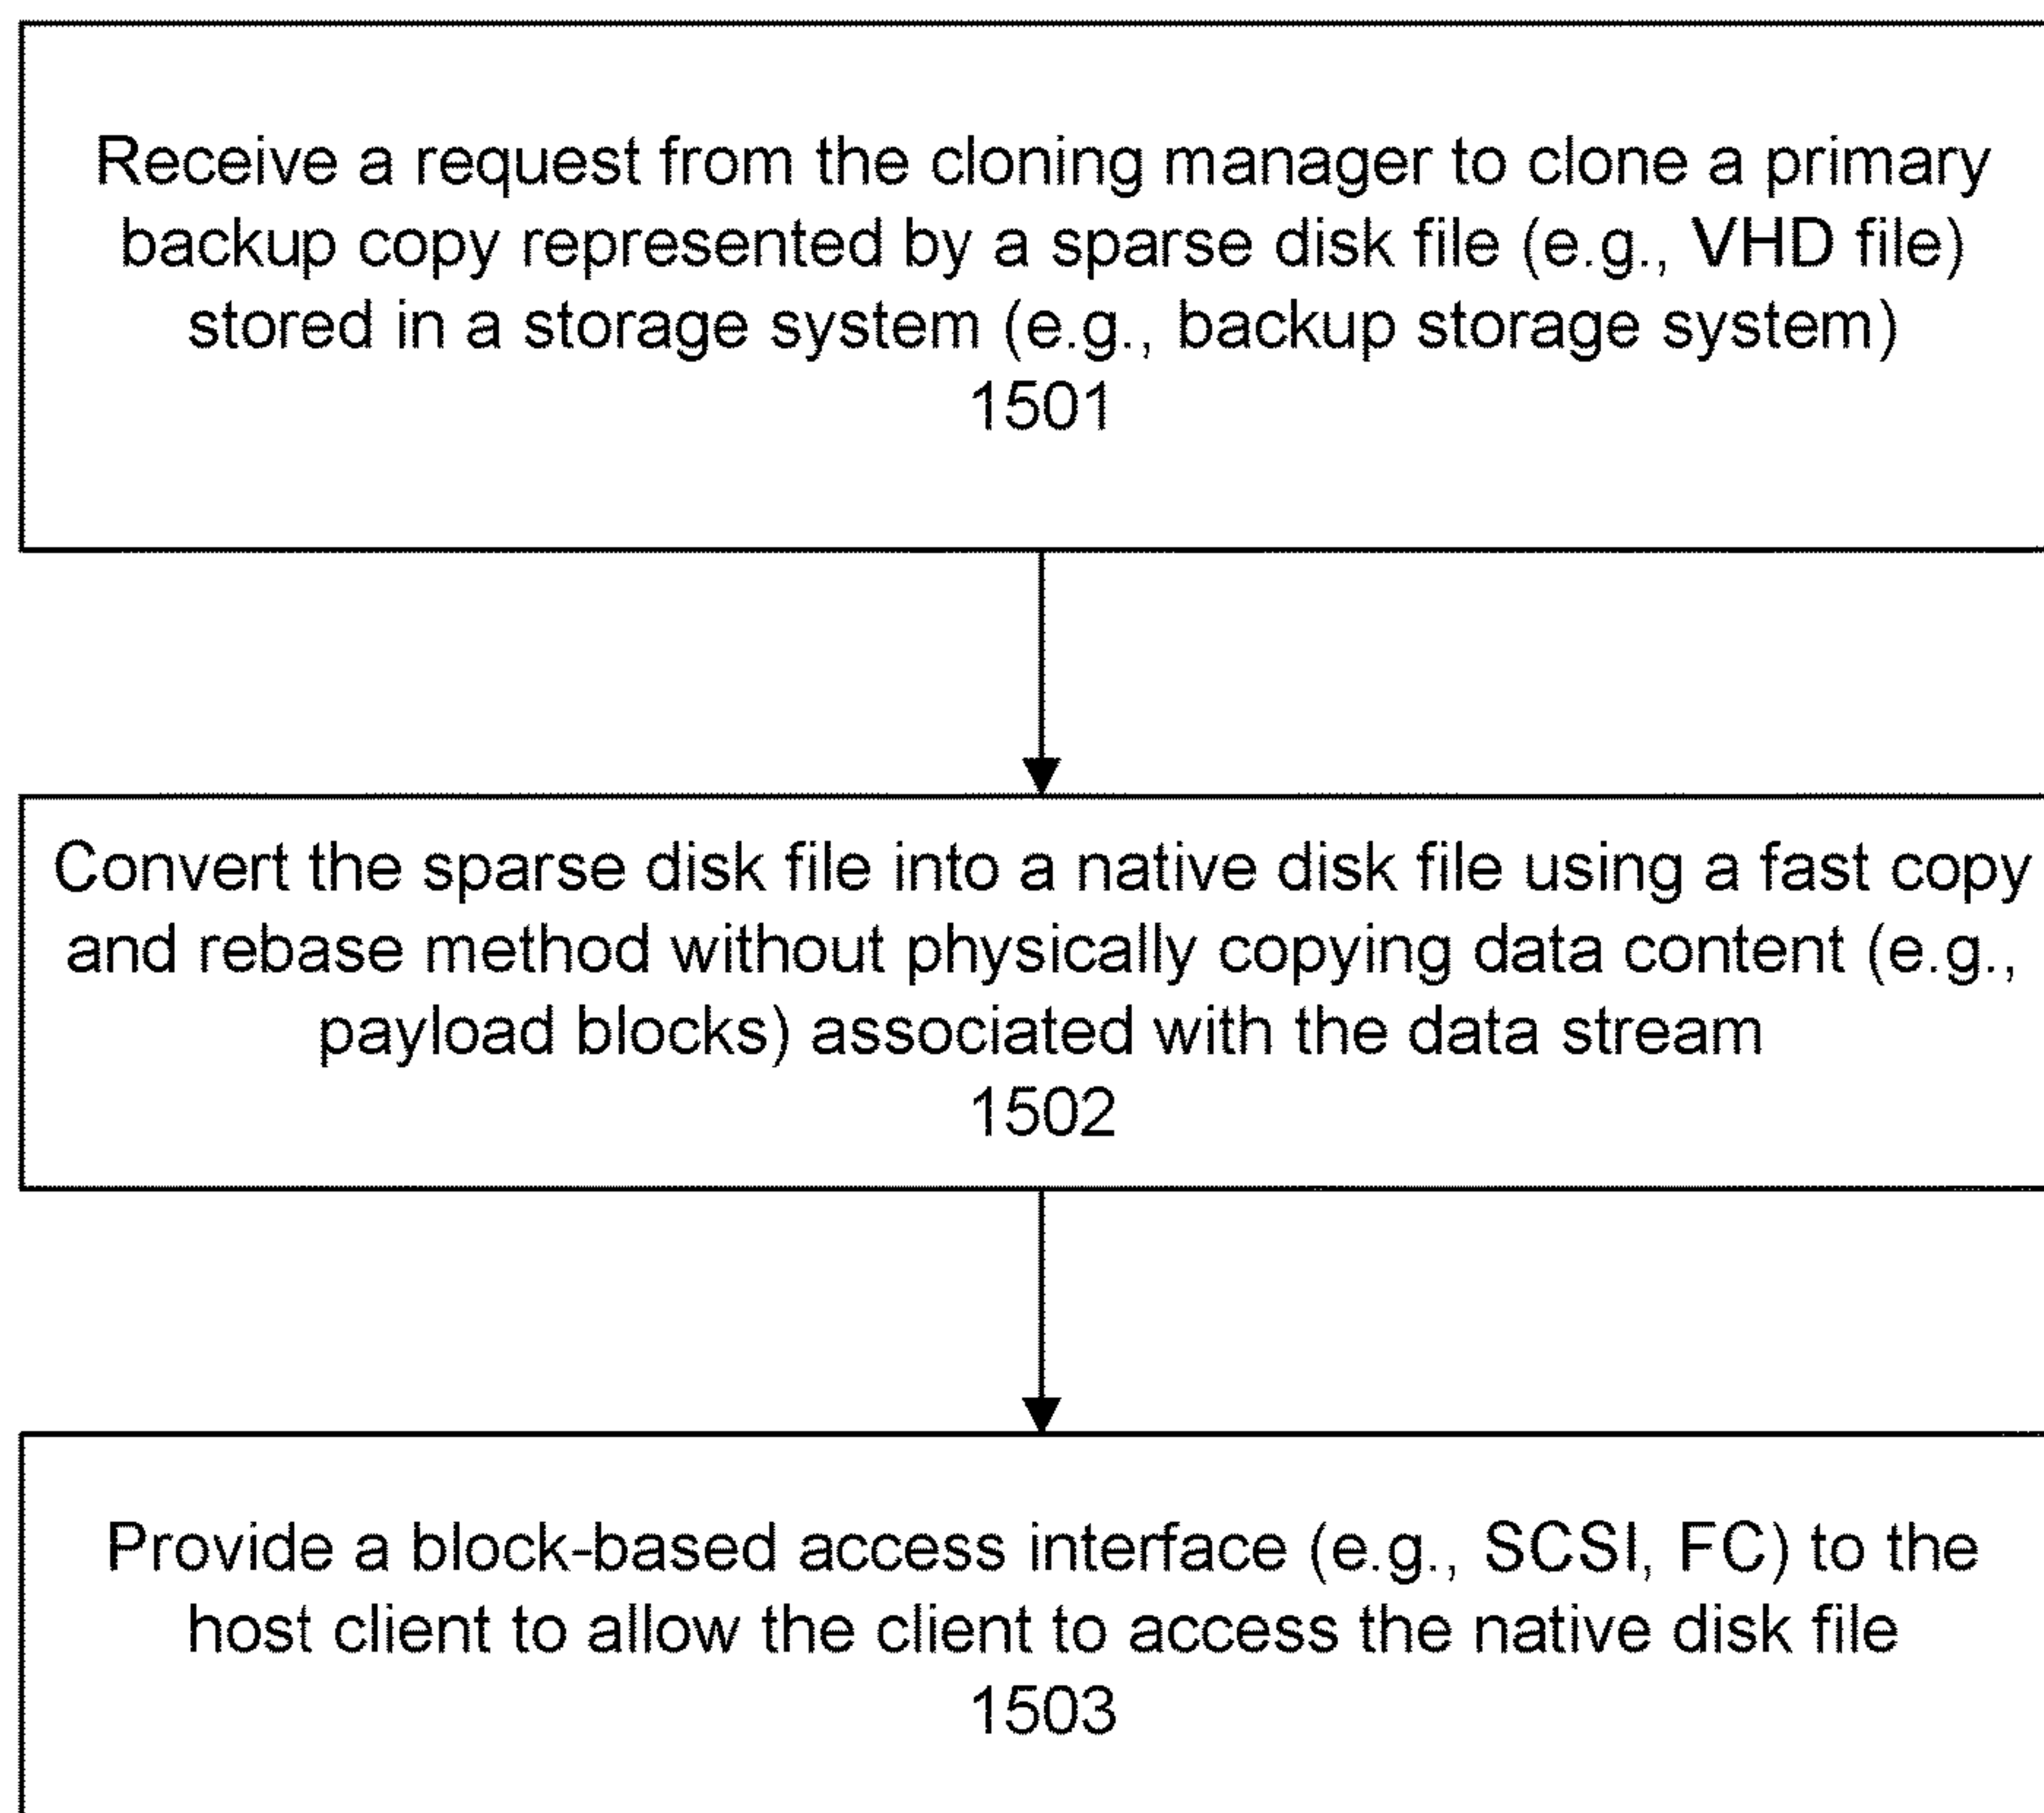 Receive a request from the cloning manager to clone a primary
backup copy represented by a sparse disk file (e.g., VHD file)
stored in a storage system (e.g., backup storage system)
1501
Convert the sparse disk file into a native disk file using a fast copy
and rebase method without physically copying data content (e.g.,
payload blocks) associated with the data stream
1502
Provide a block-based access interface (e.g., SCSI, FC) to the
host client to allow the client to access the native disk file
1503